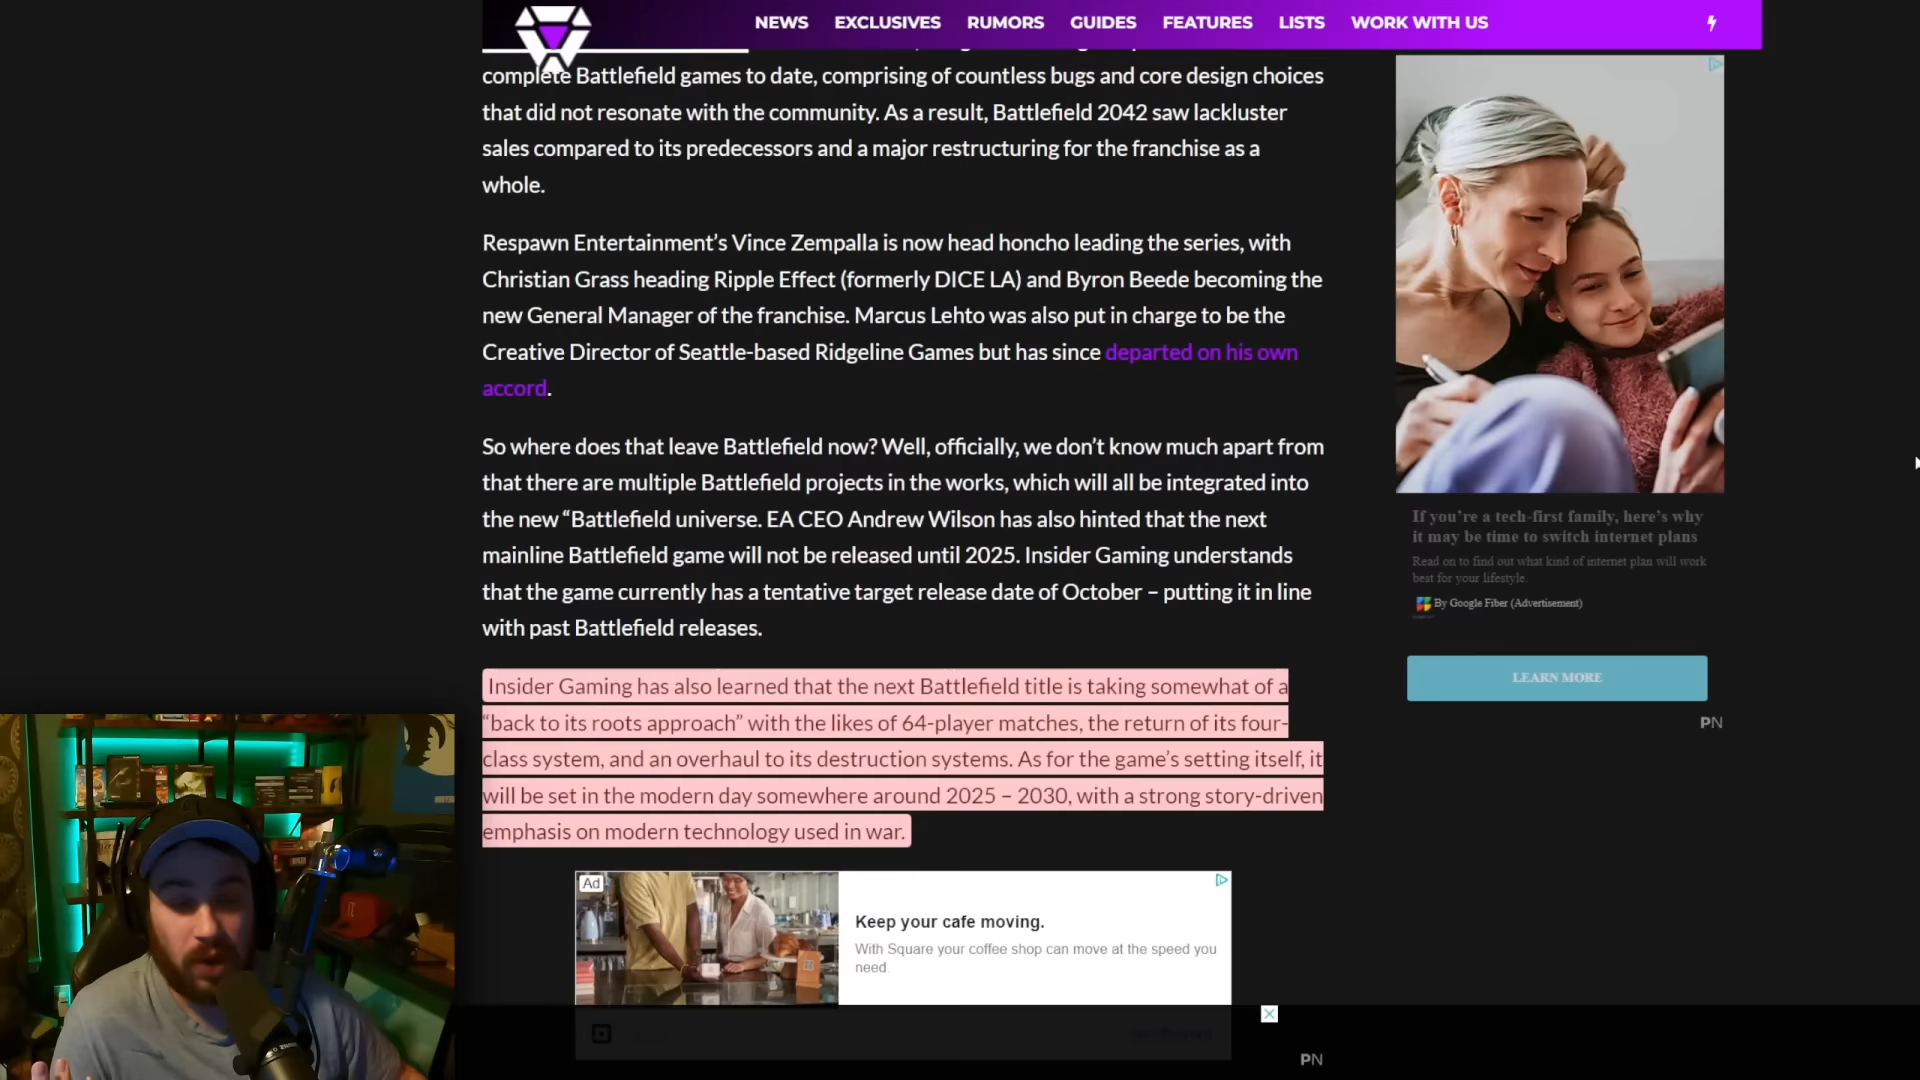 NEWS EXCLUSIVES RUMORS GUIDES FEATURES LISTS WORK WITH US
complete Battlefield games to date, comprising of countless bugs and core design choices
that did not resonate with the community. As a result, Battlefield 2042 saw lackluster
sales compared to its predecessors and a major restructuring for the franchise as a
whole.
Respawn Entertainment’s Vince Zempalla is now head honcho leading the series, with
Christian Grass heading Ripple Effect (formerly DICE LA) and Byron Beede becoming the
new General Manager of the franchise. Marcus Lehto was also put in charge to be the
Creative Director of Seattle-based Ridgeline Games but has since departed on his own
accord.
So where does that leave Battlefield now? Well, officially, we don’t know much apart from
that there are multiple Battlefield projects in the works, which will all be integrated into
the new “Battlefield universe. EA CEO Andrew Wilson has also hinted that the next
mainline Battlefield game will not be released until 2025. Insider Gaming understands
that the game currently has a tentative target release date of October – putting it in line
with past Battlefield releases.
Insider Gaming has also learned that the next Battlefield title is taking somewhat of a
“back to its roots approach” with the likes of 64-player matches, the return of its four-
class system, and an overhaul to its destruction systems. As for the game’s setting itself, it
will be set in the modern day somewhere around 2025 – 2030, with a strong story-driven
emphasis on modern technology used in war.
If you’re a tech-first family, here’s why
it may be time to switch internet plans
Read on to find out what kind of internet plan will work
best for your lifestyle.
By Google Fiber (Advertisement)
LEARN MORE
PN
Ad
Keep your cafe moving.
With Square your coffee shop can move at the speed you
need.
PN